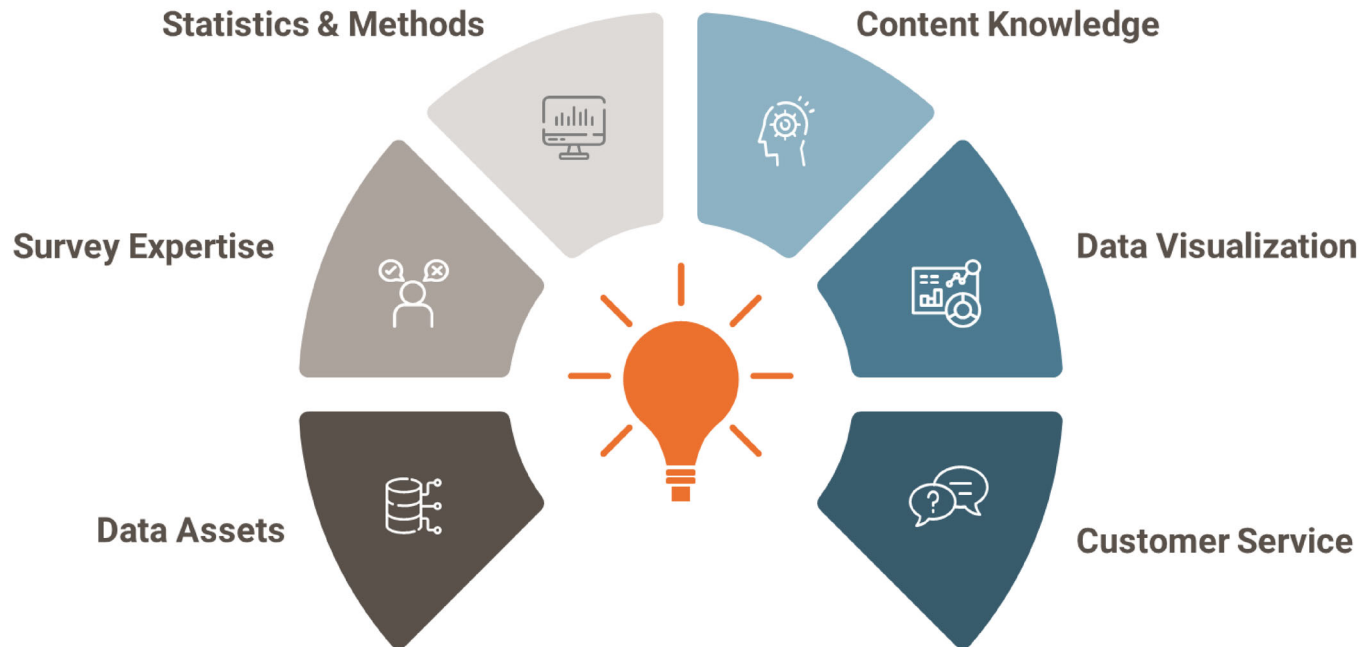 Statistics & Methods
Content Knowledge
Survey Expertise
Data Visualization
Data Assets
Customer Service
?